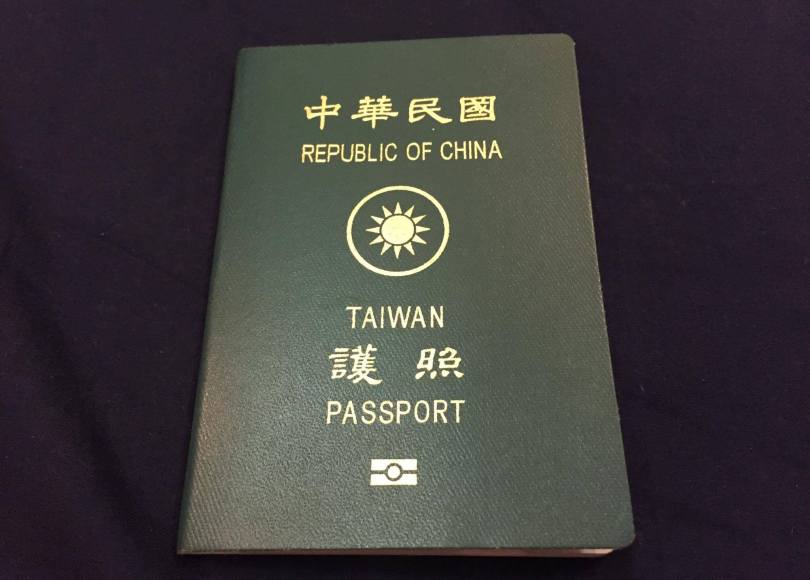 中華民國
REPUBLIC OF CHINA
TAIWAN
護照
PASSPORT